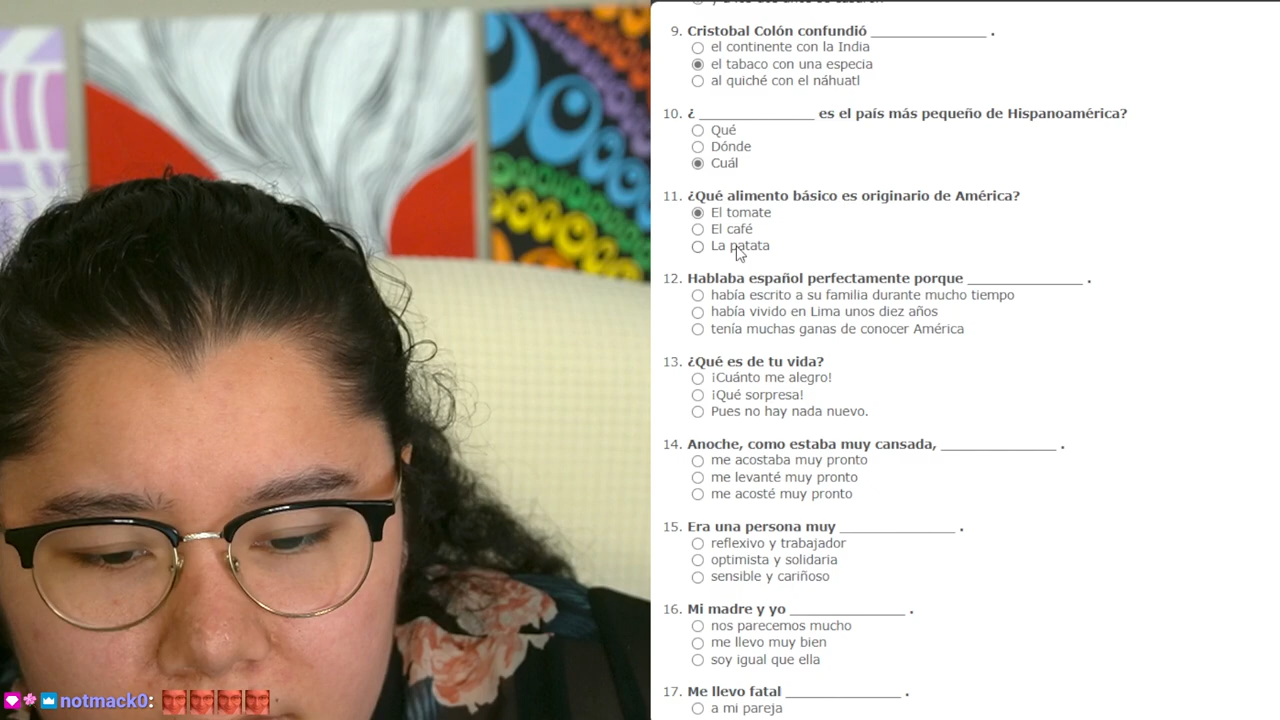 9. Cristobal Colón confundió ________________ .
el continente con la India
el tabaco con una especia
al quiché con el náhuatl
10. ¿ ________________ es el país más pequeño de Hispanoamérica?
Qué
Dónde
Cuál
11. ¿Qué alimento básico es originario de América?
El tomate
El café
La patata
12. Hablaba español perfectamente porque ________________ .
había escrito a su familia durante mucho tiempo
había vivido en Lima unos diez años
tenía muchas ganas de conocer América
13. ¿Qué es de tu vida?
¡Cuánto me alegro!
¡Qué sorpresa!
Pues no hay nada nuevo.
14. Anoche, como estaba muy cansada, ________________ .
me acostaba muy pronto
me levanté muy pronto
me acosté muy pronto
15. Era una persona muy ________________ .
reflexivo y trabajador
optimista y solidaria
sensible y cariñoso
16. Mi madre y yo ________________ .
nos parecemos mucho
me llevo muy bien
soy igual que ella
17. Me llevo fatal ________________ .
a mi pareja
notmack0: